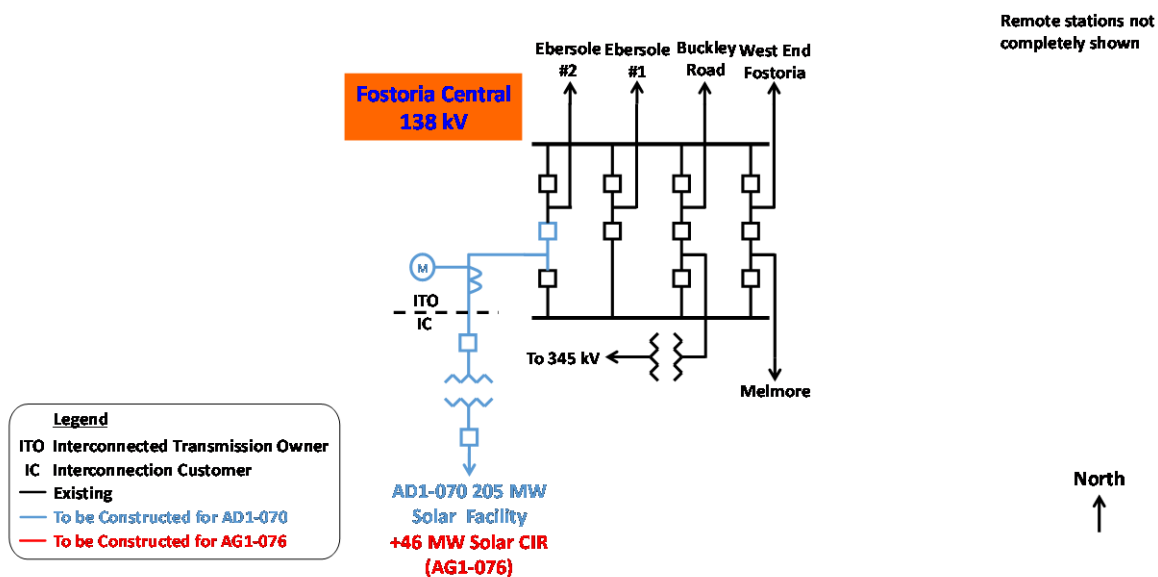 Remote stations not
completely shown
Ebersole
#2
Ebersole
#1
Buckley
Road
West End
Fostoria
Fostoria Central
138 kV
M
ITO
IC
To 345 kV
Melmore
Legend
ITO Interconnected Transmission Owner
IC Interconnection Customer
Existing
To be Constructed for AD1-070
To be Constructed for AG1-076
AD1-070 205 MW
Solar Facility
+46 MW Solar CIR
(AG1-076)
North